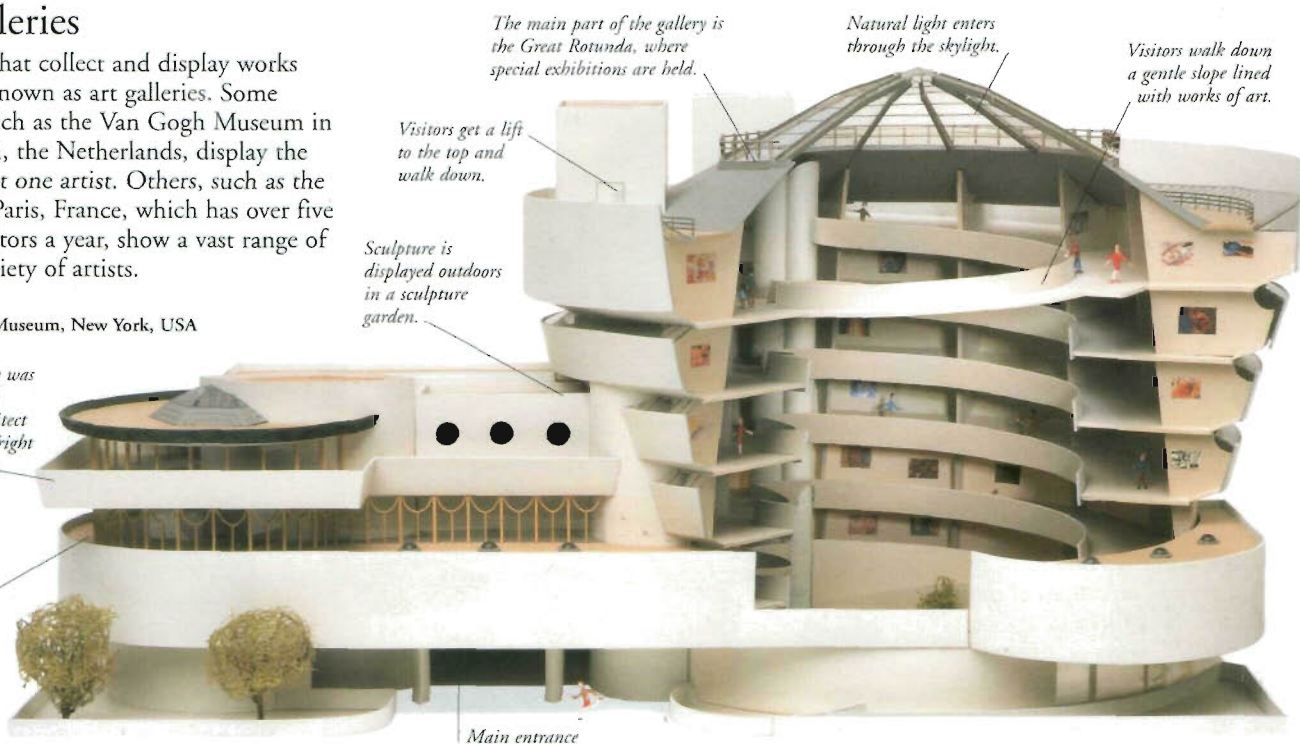 leries
hat collect and display works
nown as art galleries. Some
ch as the Van Gogh Museum in
, the Netherlands, display the
t one artist. Others, such as the
Paris, France, which has over five
tors a year, show a vast range of
iety of artists.
Museum, New York, USA
was
tect
right
The main part of the gallery is
the Great Rotunda, where
special exhibitions are held.
Natural light enters
through the skylight.
Visitors walk down
a gentle slope lined
with works of art.
Visitors get a lift
to the top and
walk down.
Sculpture is
displayed outdoors
in a sculpture
garden.
Main entrance